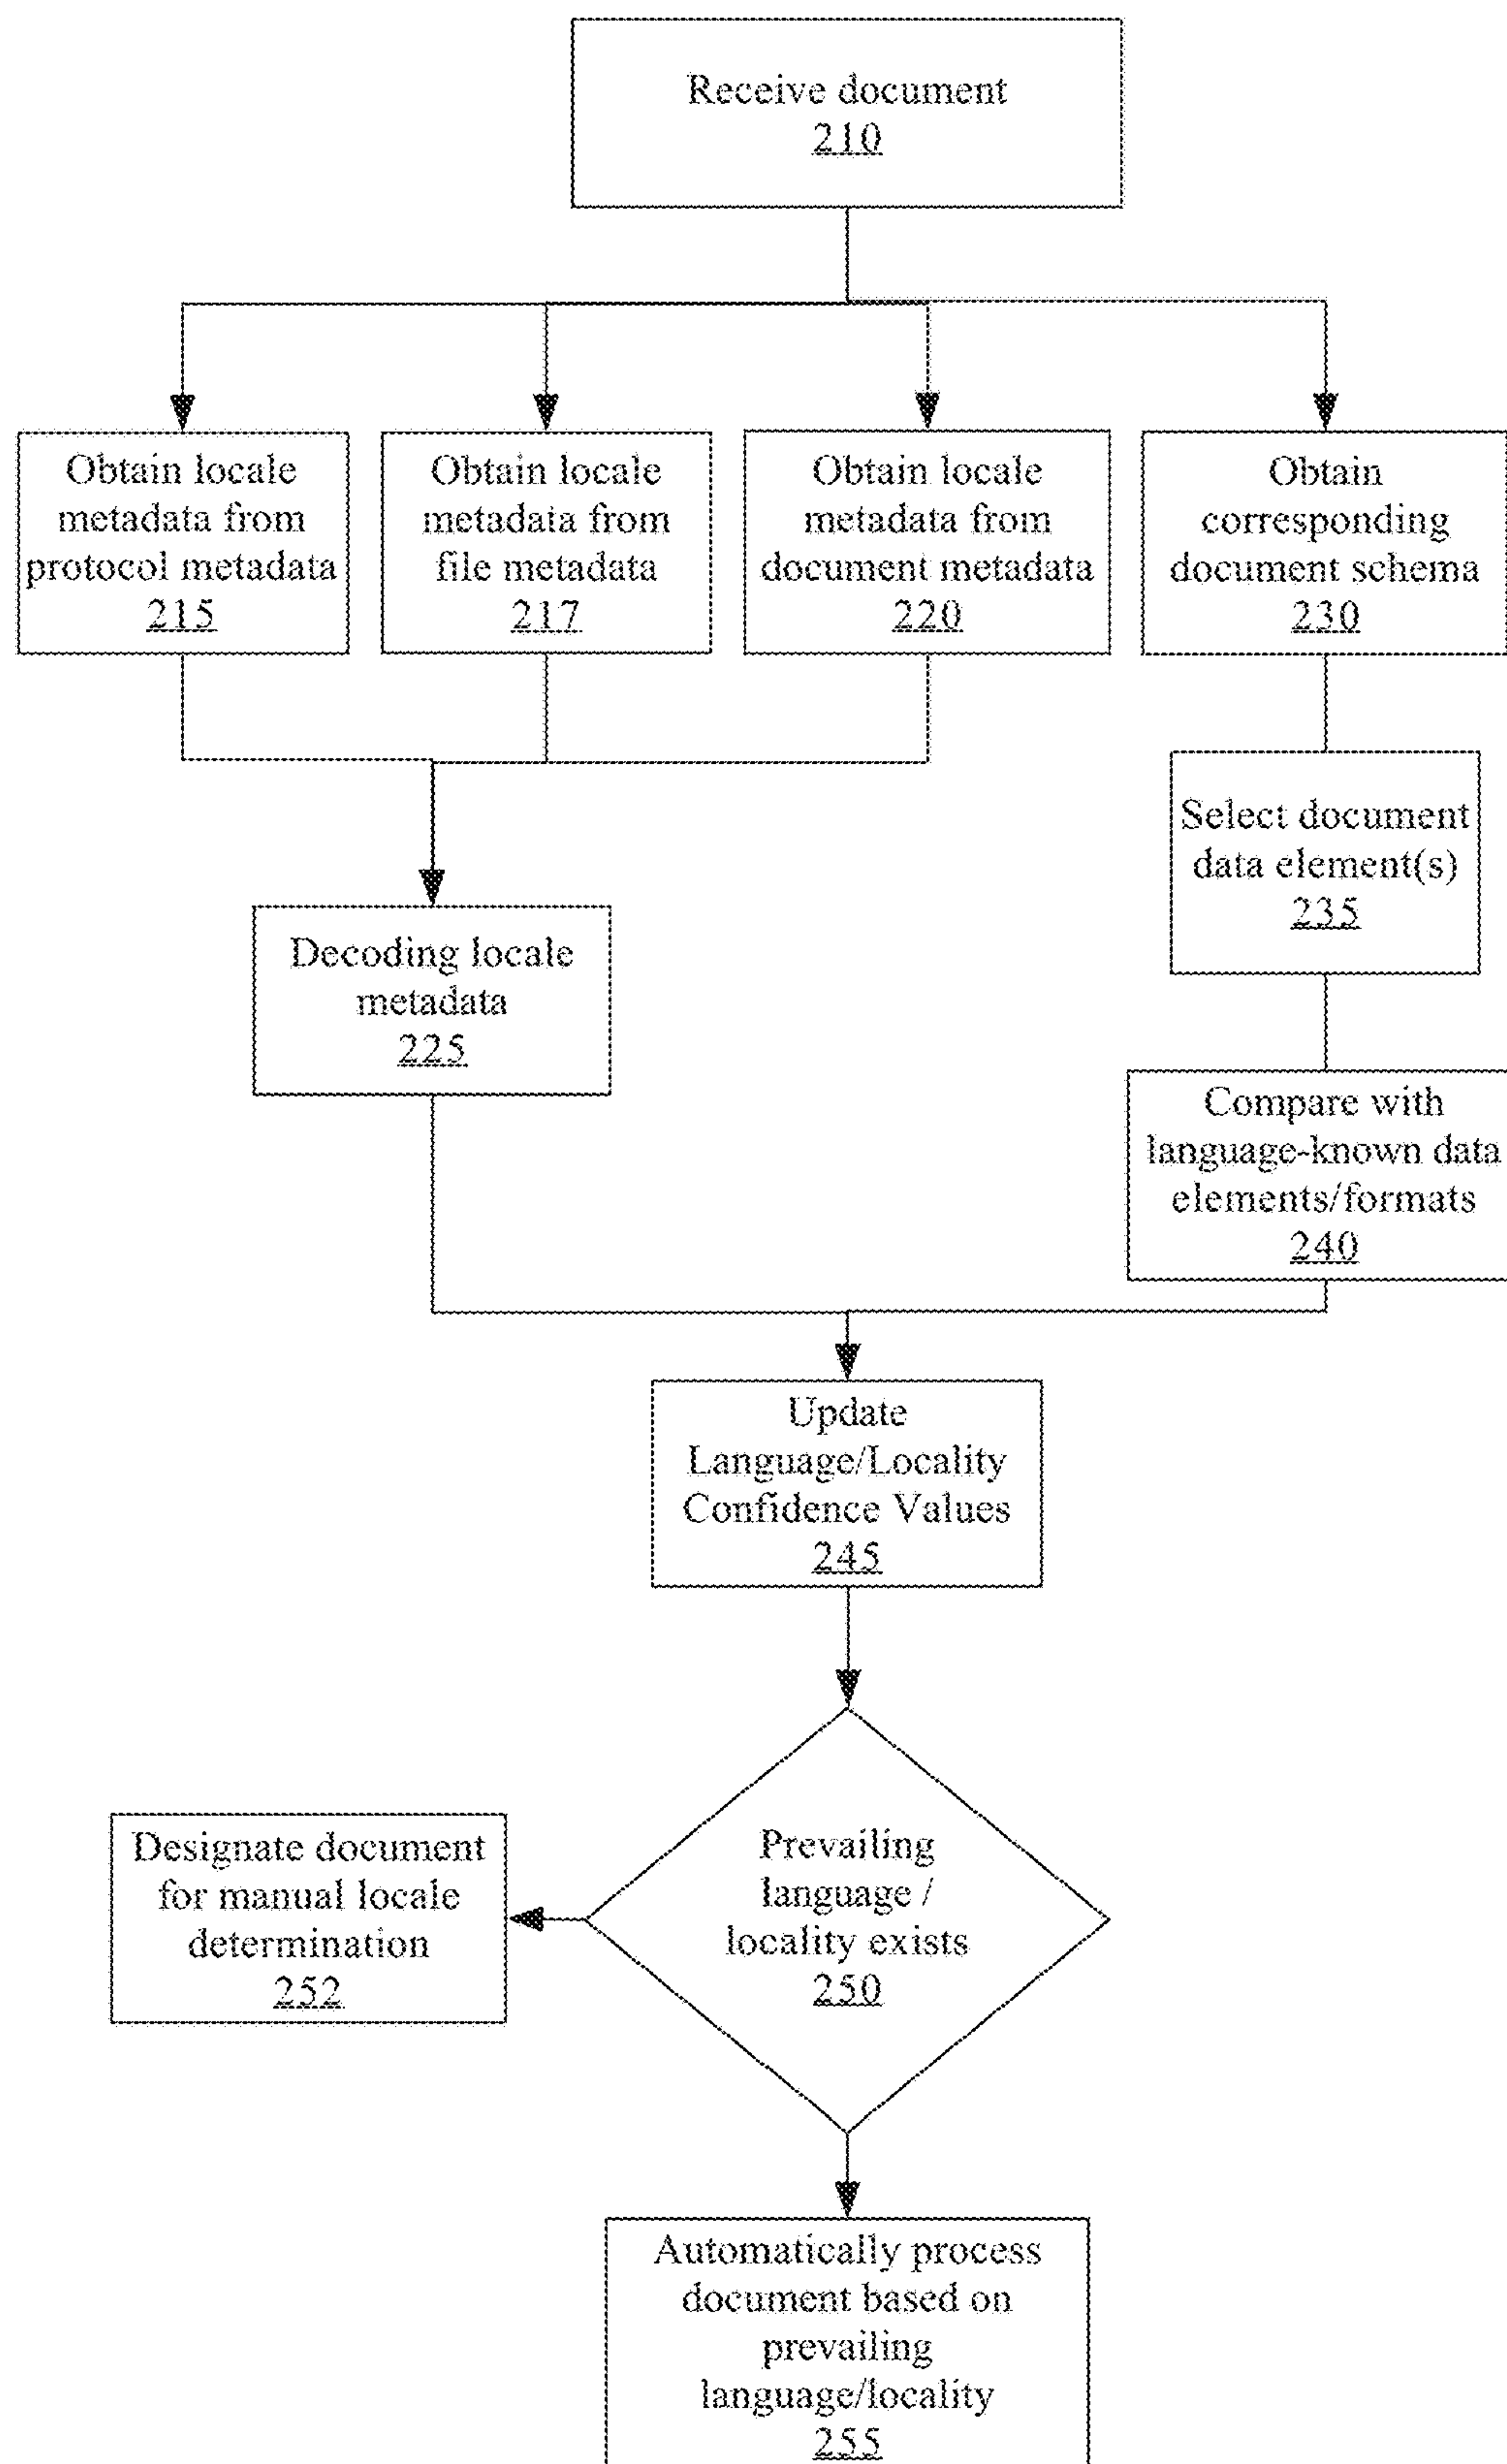 Receive document
210
Obtain locale
metadata from
protocol metadata
215
Obtain locale
metadata from
file metadata
217
Obtain locale
metadata from
document metadata
220
Obtain
corresponding
document schema
230
Select document
data element(s)
235
Decoding locale
metadata
225
Compare with
language-known data
elements/formats
240
Update
Language/Locality
Confidence Values
245
Prevailing
language /
locality exists
250
Designate document
for manual locale
determination
252
Automatically process
document based on
prevailing
language/locality
255